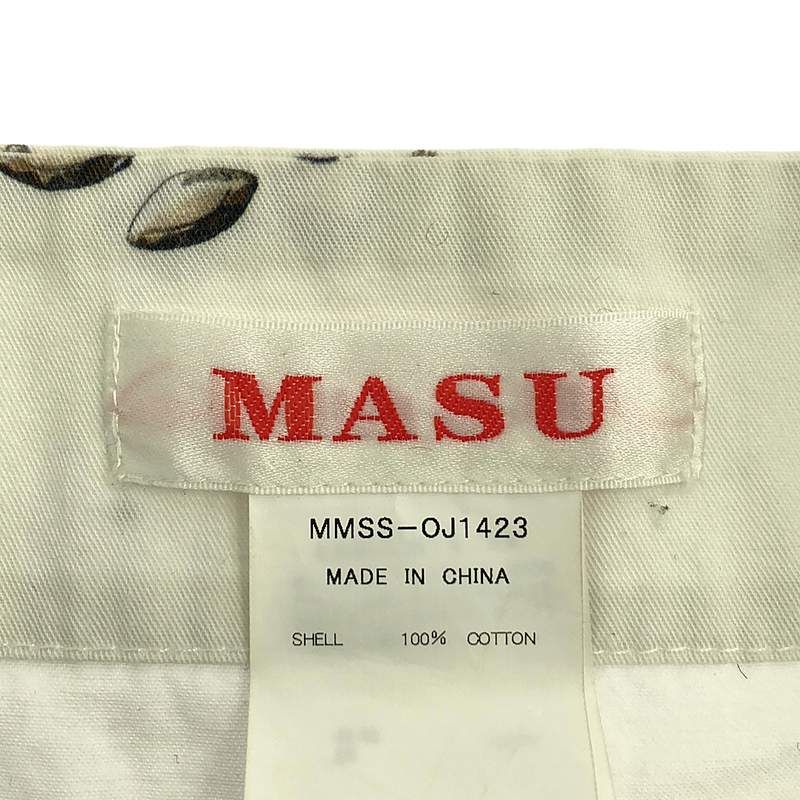 MASU
MMSS-OJ1423
MADE IN CHINA
SHELL 100% COTTON